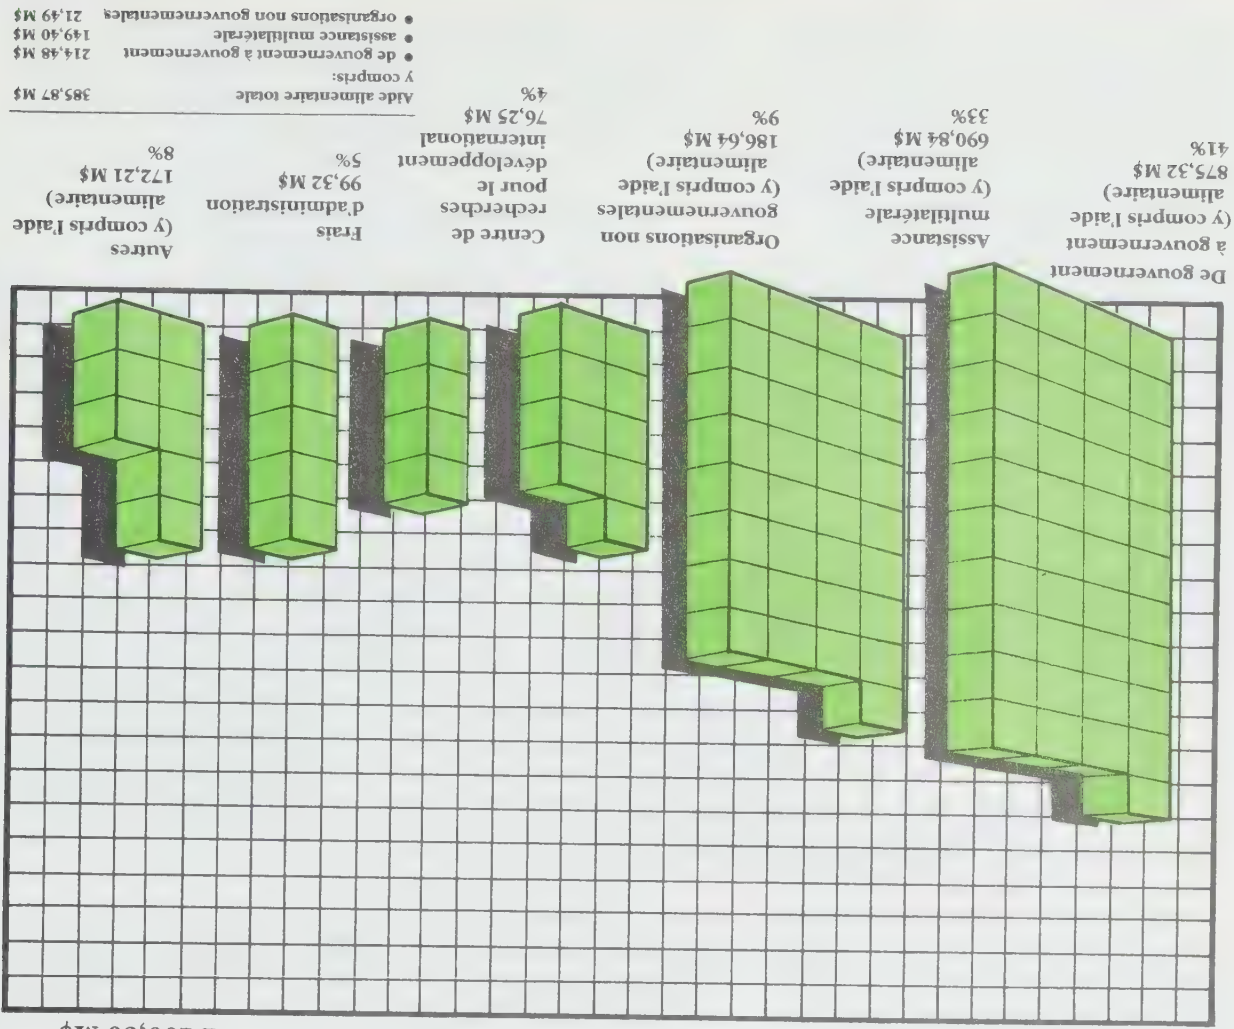 De gouvernement
à gouvernement
(y compris l'aide
alimentaire)
875,32 M$
41%
Assistance
multilatérale
(y compris l'aide
alimentaire)
690,84 M$
33%
Organisations non
gouvernementales
(y compris l'aide
alimentaire)
186,64 M$
9%
Centre de
recherches
pour le
développement
international
76,25 M$
4%
Frais
d'administration
99,32 M$
5%
Autres
(y compris l'aide
alimentaire)
172,21 M$
8%
Aide alimentaire totale 385,87 M$
y compris:
• de gouvernement à gouvernement 214,48 M$
• assistance multilatérale 149,40 M$
• organisations non gouvernementales, 21,49 M$